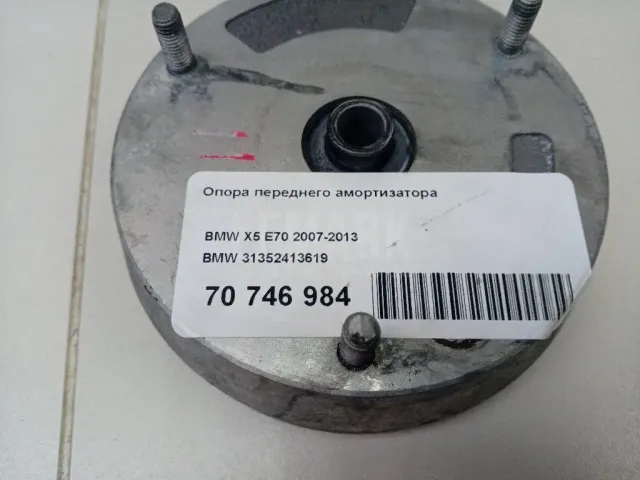 Опора переднего амортизатора
BMW X5 E70 2007-2013
BMW 31352413619
70 746 984